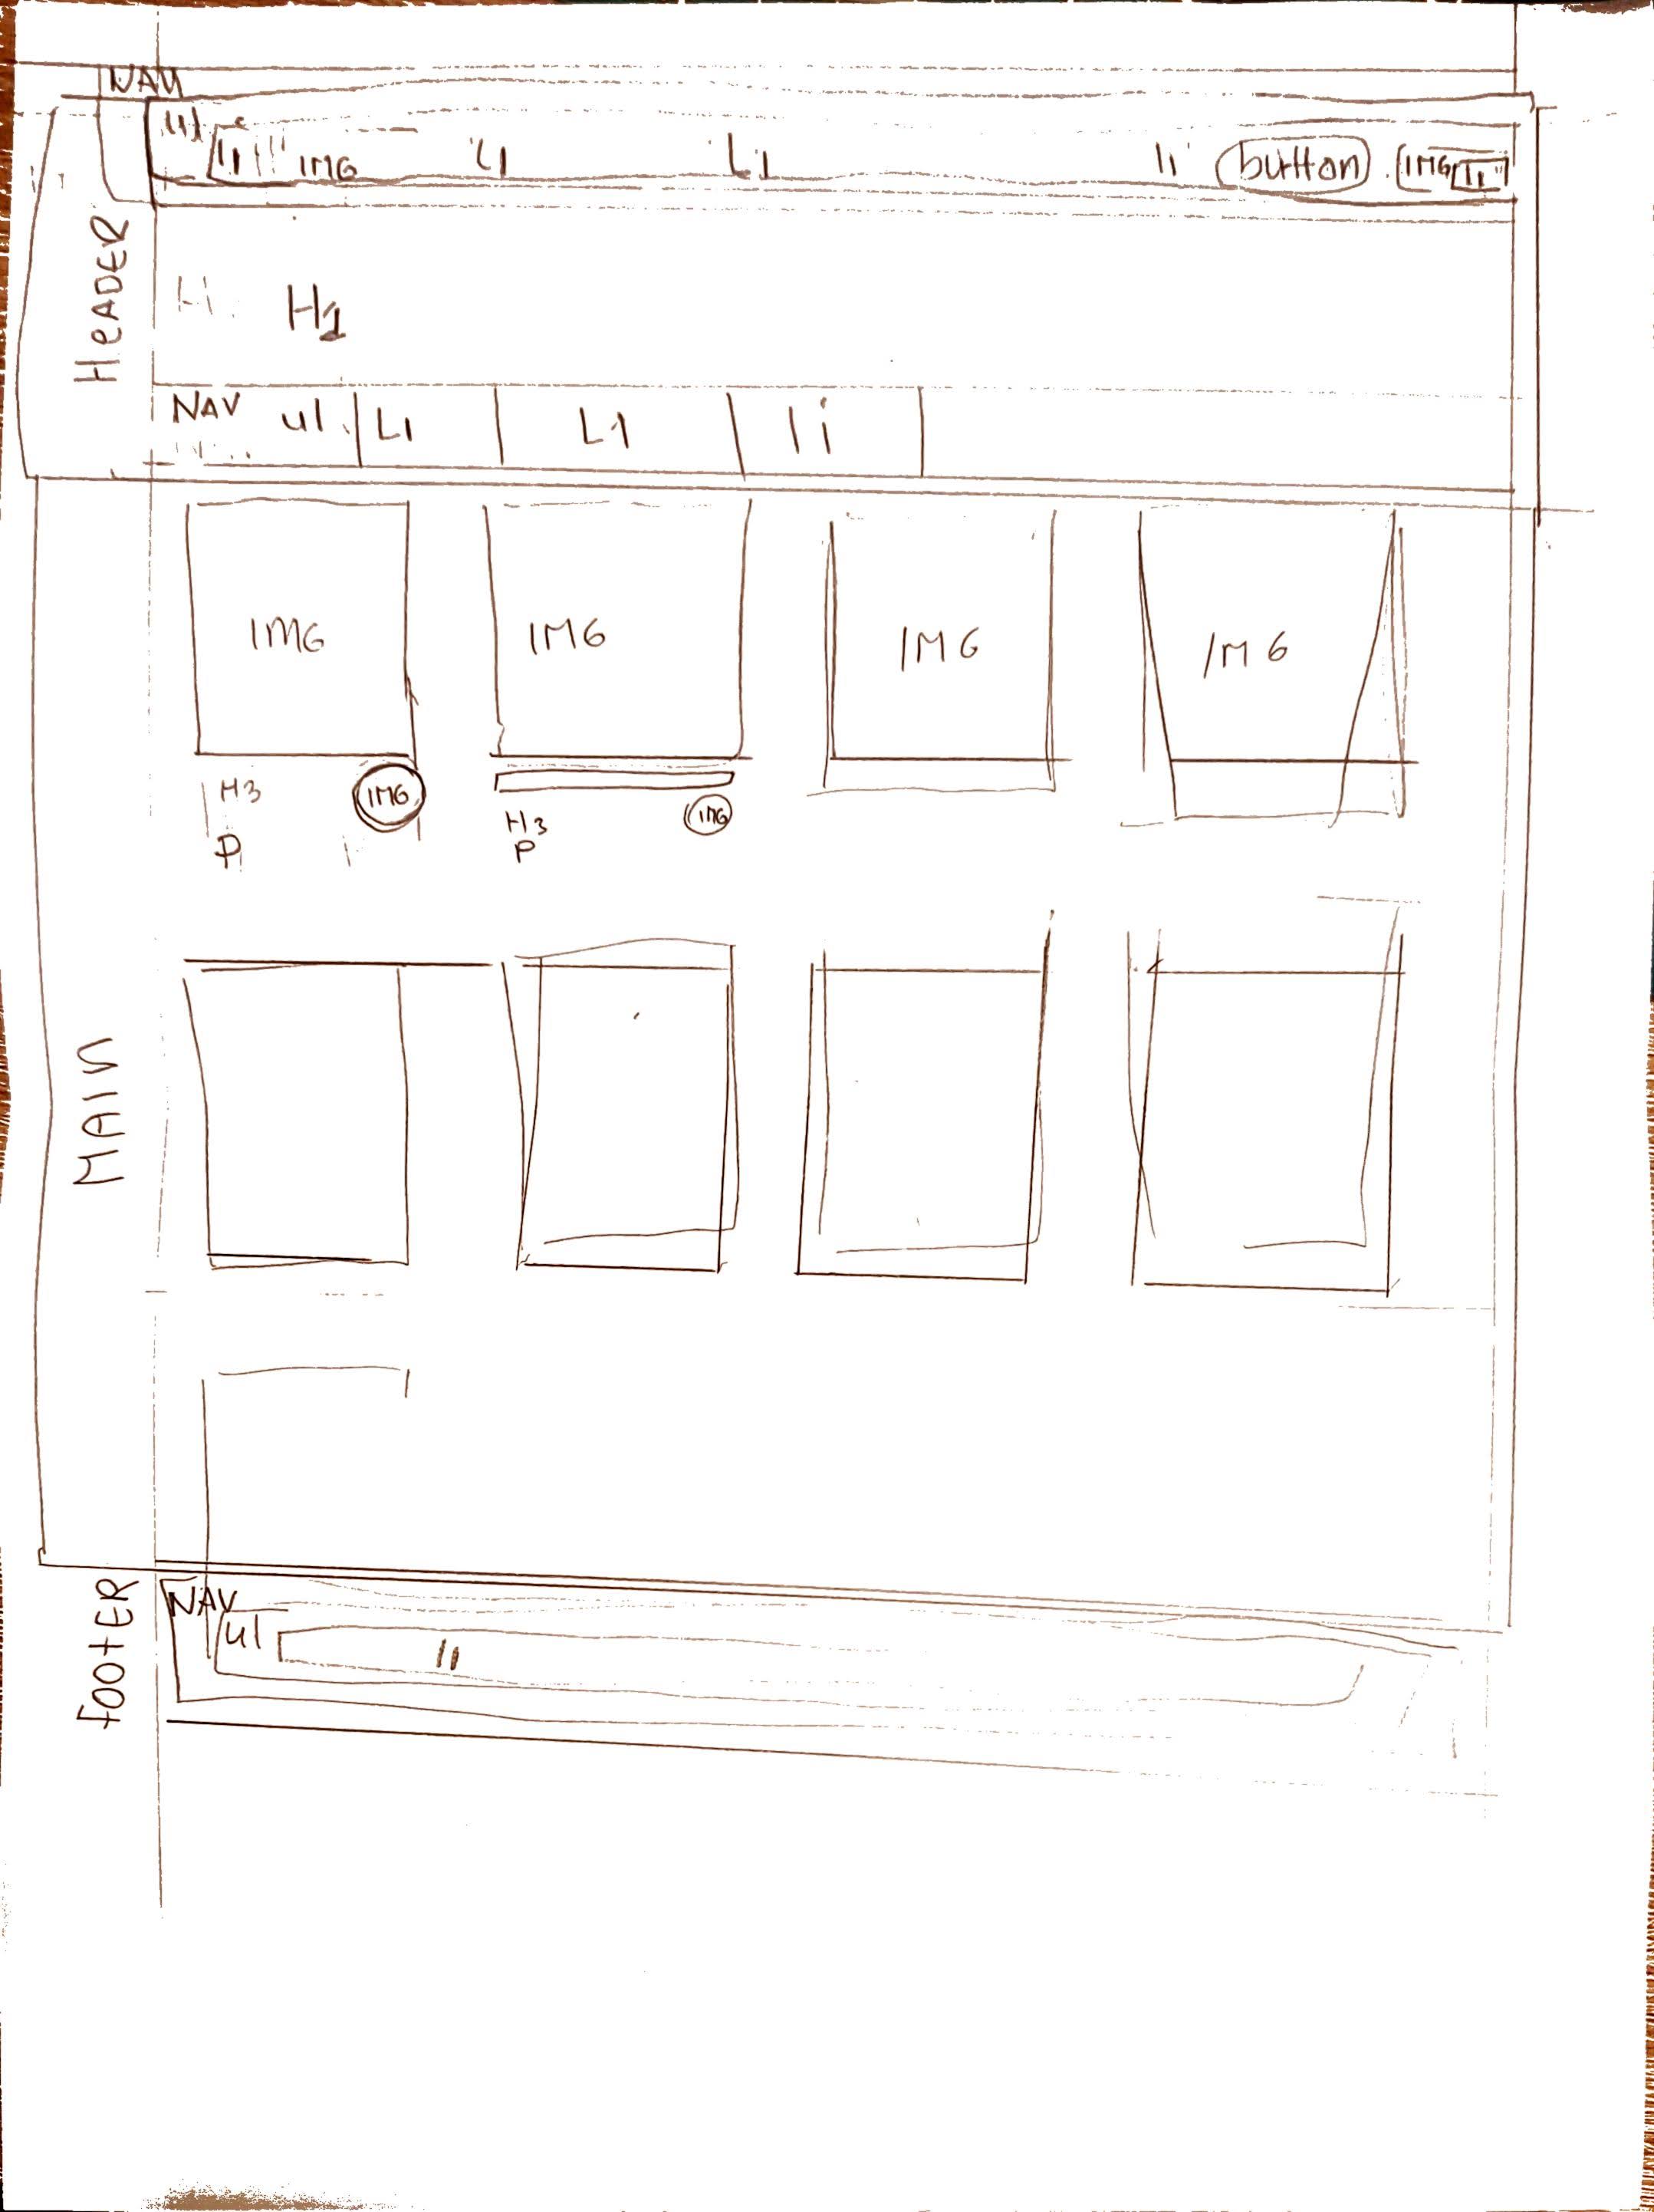 NAV
ul
li IMG Li Li li button IMG li
HEADER
H1
NAV ul Li Li li
IMG IMG IMG IMG
H3 IMG H3 IMG
P P
MAIN
FOOTER
NAV
ul
li